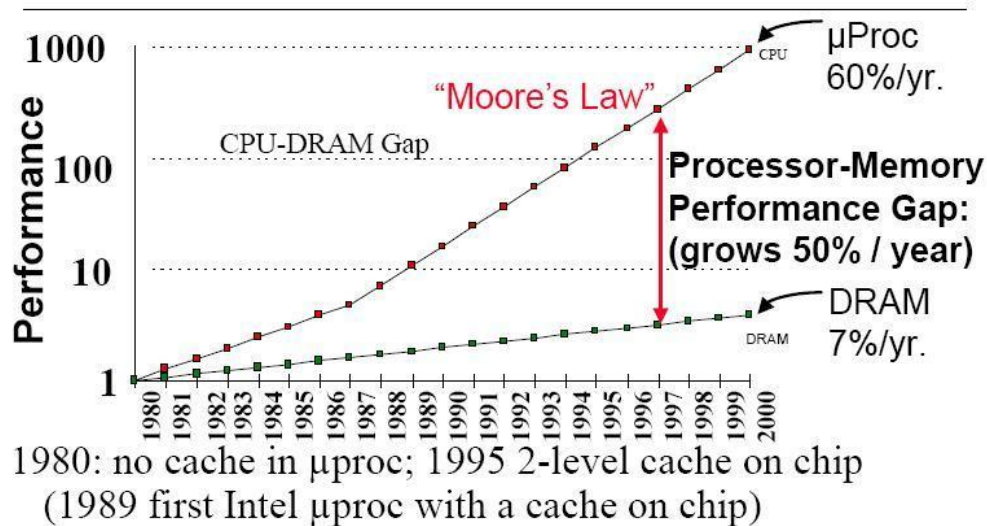 1000
100
10
1
Performance
CPU-DRAM Gap
“Moore's Law”
CPU
µProc
60%/yr.
Processor-Memory
Performance Gap:
(grows 50% / year)
DRAM
DRAM
7%/yr.
1980
1981
1982
1983
1984
1985
1986
1987
1988
1989
1990
1991
1992
1993
1994
1995
1996
1997
1998
1999
2000
1980: no cache in µproc; 1995 2-level cache on chip
(1989 first Intel µproc with a cache on chip)